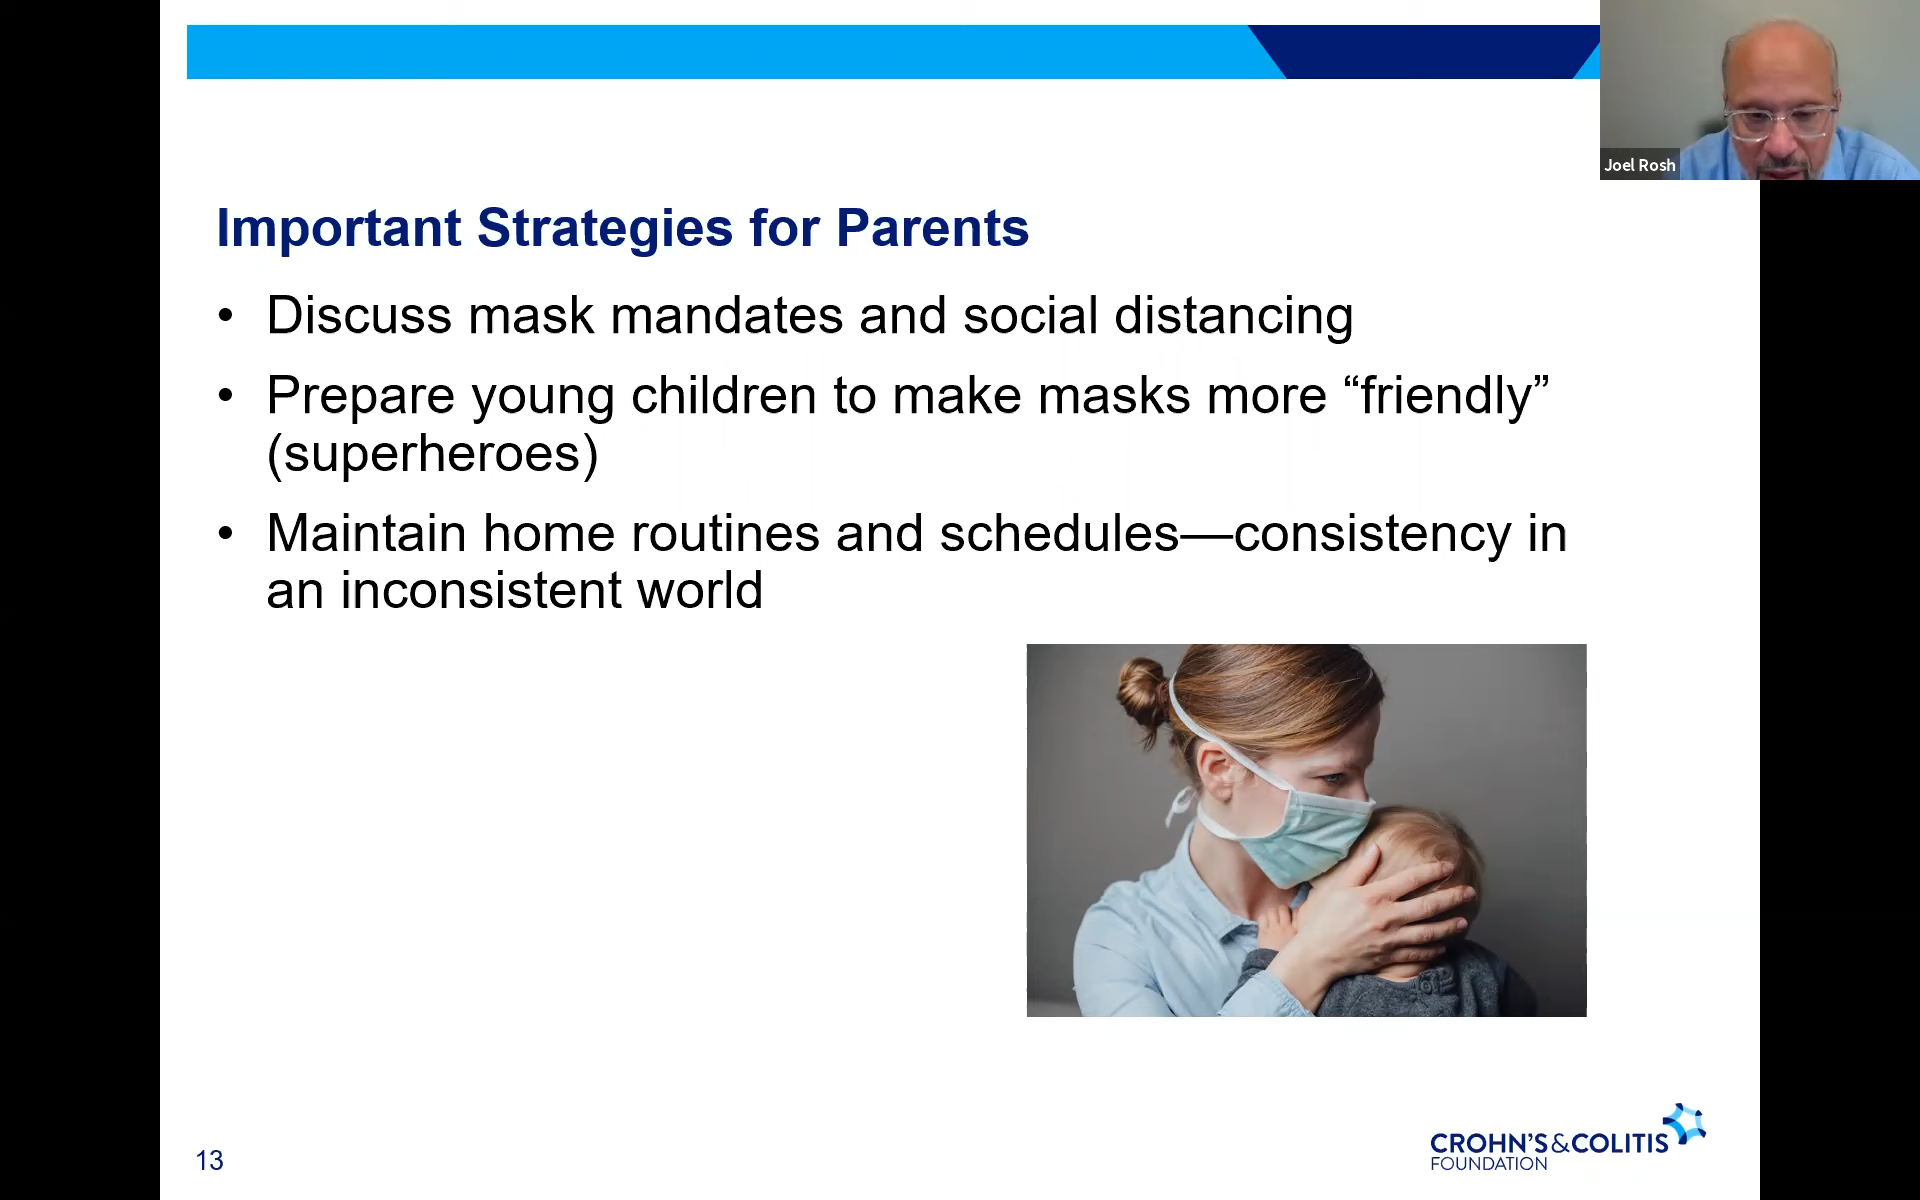 Joel Rosh
Important Strategies for Parents
• Discuss mask mandates and social distancing
• Prepare young children to make masks more “friendly”
(superheroes)
• Maintain home routines and schedules—consistency in
an inconsistent world
13
CROHN’S&COLITIS
FOUNDATION